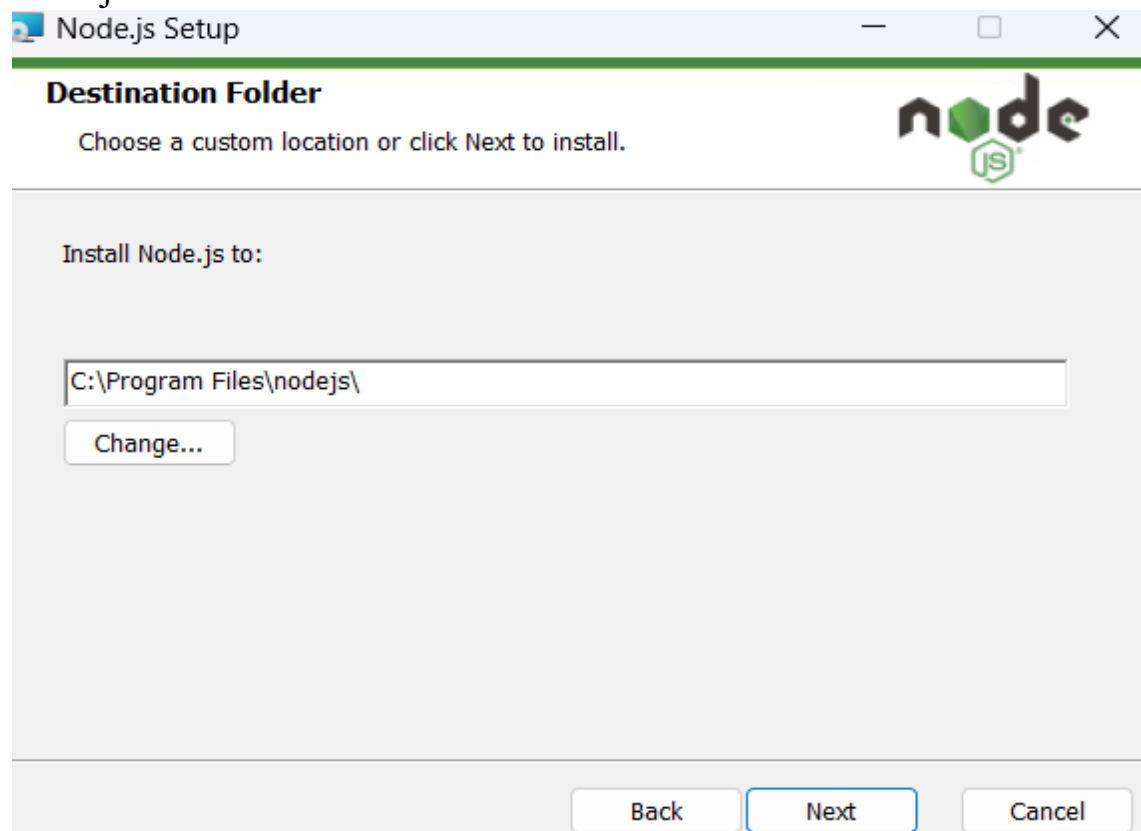 Node.js Setup
Destination Folder
Choose a custom location or click Next to install.
node
JS
Install Node.js to:
C:\Program Files\nodejs\
Change...
Back
Next
Cancel